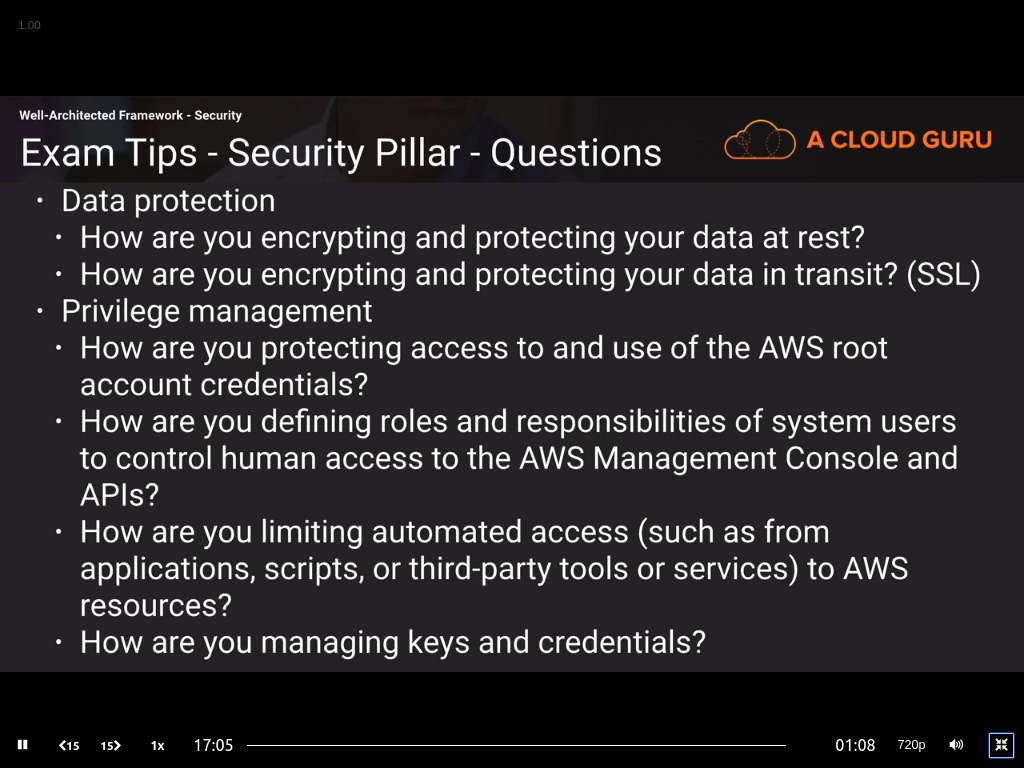 1.00
Well-Architected Framework - Security
Exam Tips - Security Pillar - Questions
A CLOUD GURU
• Data protection
• How are you encrypting and protecting your data at rest?
• How are you encrypting and protecting your data in transit? (SSL)
• Privilege management
• How are you protecting access to and use of the AWS root
account credentials?
• How are you defining roles and responsibilities of system users
to control human access to the AWS Management Console and
APIs?
• How are you limiting automated access (such as from
applications, scripts, or third-party tools or services) to AWS
resources?
• How are you managing keys and credentials?
15 15 1x 17:05 01:08 720p